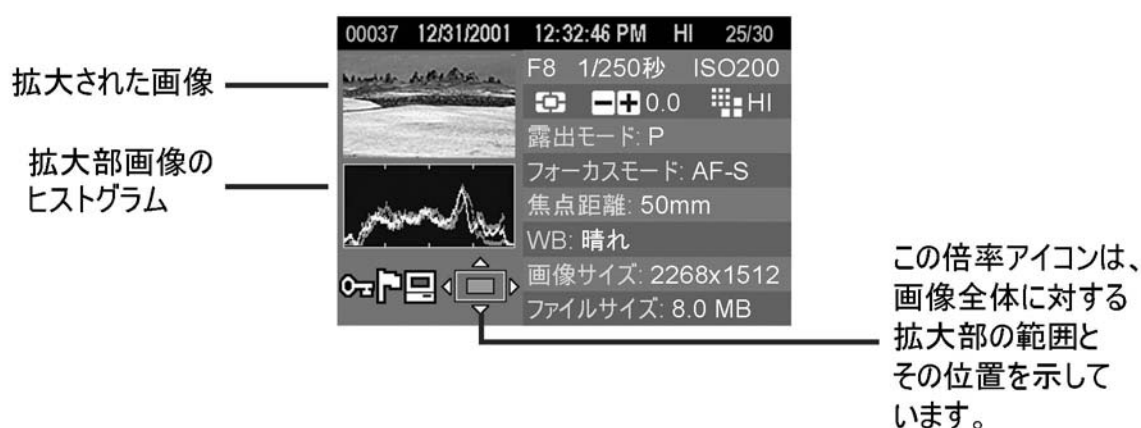 00037 12/31/2001 12:32:46 PM HI 25/30
拡大された画像
F8 1/250秒 ISO200
0.0 HI
露出モード: P
拡大部画像の
ヒストグラム
フォーカスモード: AF-S
焦点距離: 50mm
WB: 晴れ
画像サイズ: 2268x1512
ファイルサイズ: 8.0 MB
この倍率アイコンは、
画像全体に対する
拡大部の範囲と
その位置を示して
います。